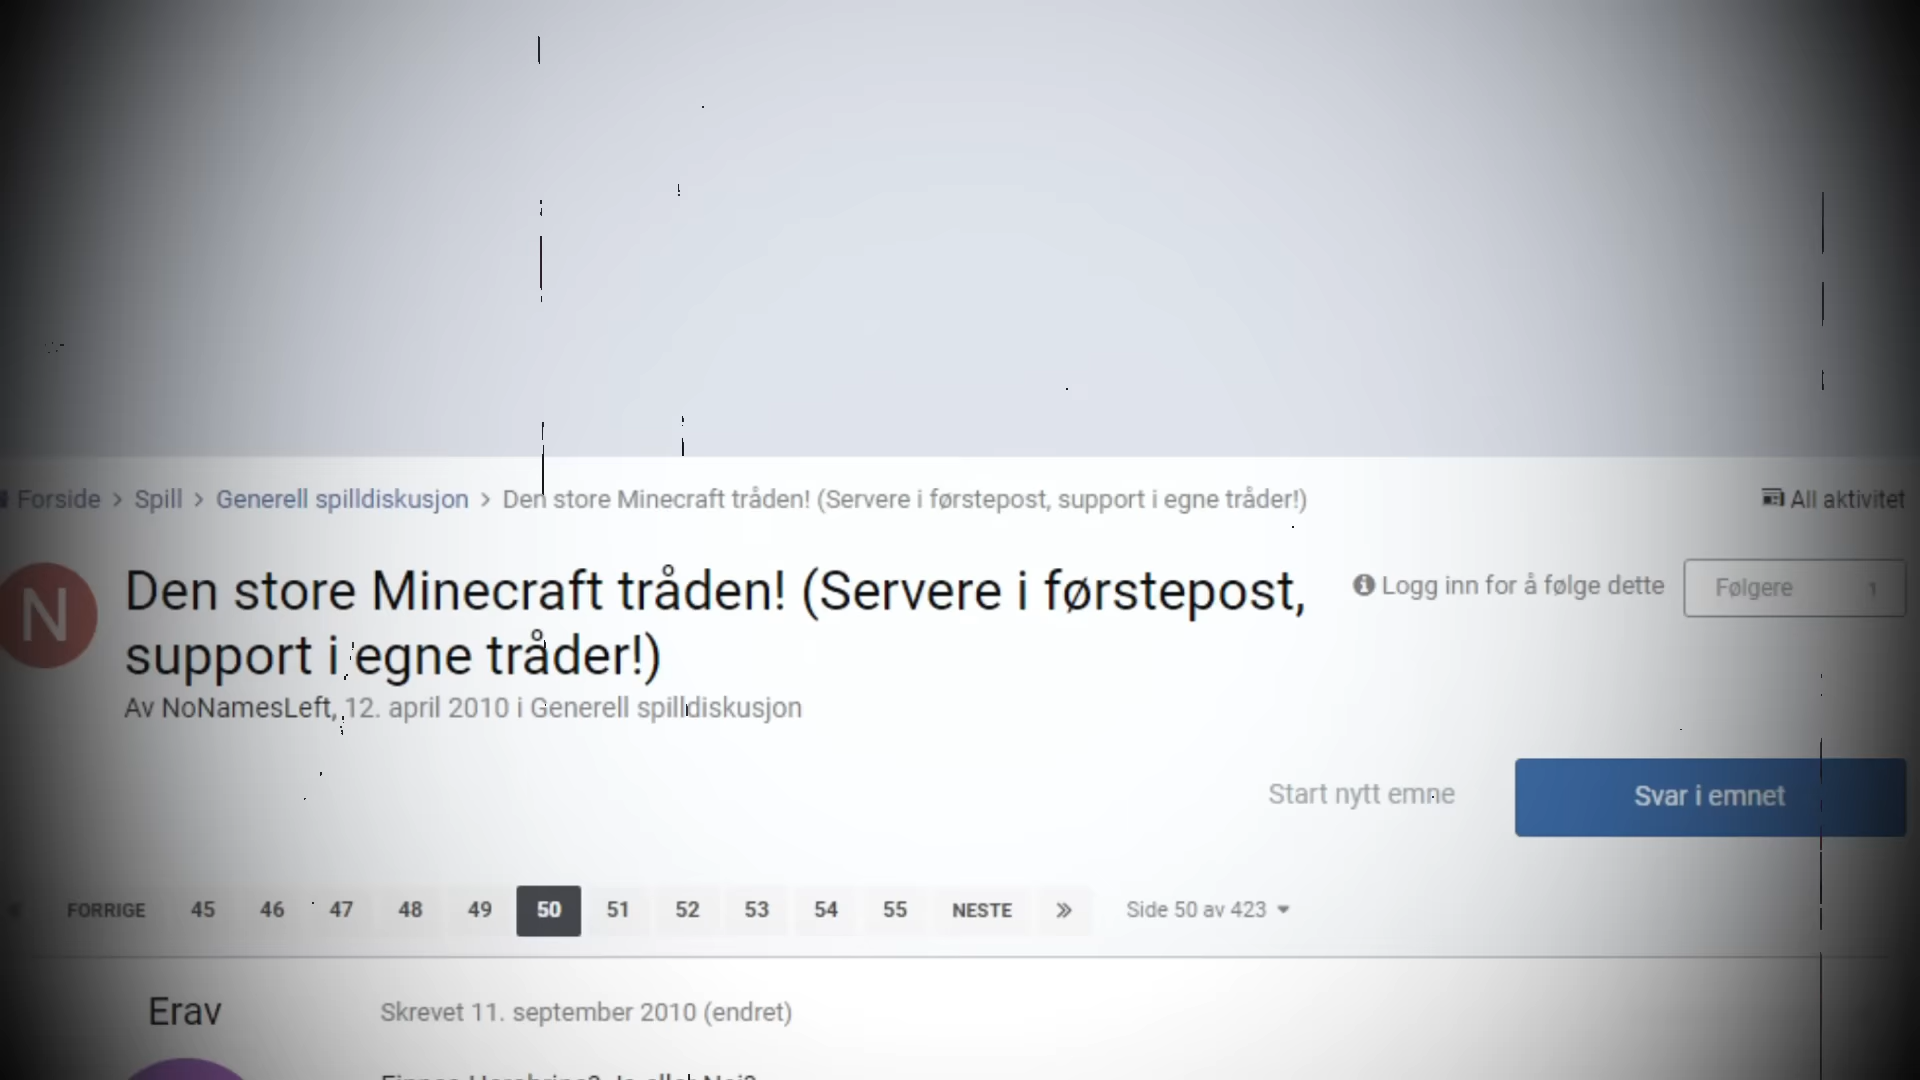 Forside > Spill > Generell spilldiskusjon > Den store Minecraft tråden! (Servere i førstepost, support i egne tråder!)
All aktivitet
N
Den store Minecraft tråden! (Servere i førstepost,
support i egne tråder!)
Logg inn for å følge dette
Følgere 1
Av NoNamesLeft, 12. april 2010 i Generell spilldiskusjon
Start nytt emne
Svar i emnet
FORRIGE 45 46 47 48 49 50 51 52 53 54 55 NESTE » Side 50 av 423
Erav
Skrevet 11. september 2010 (endret)